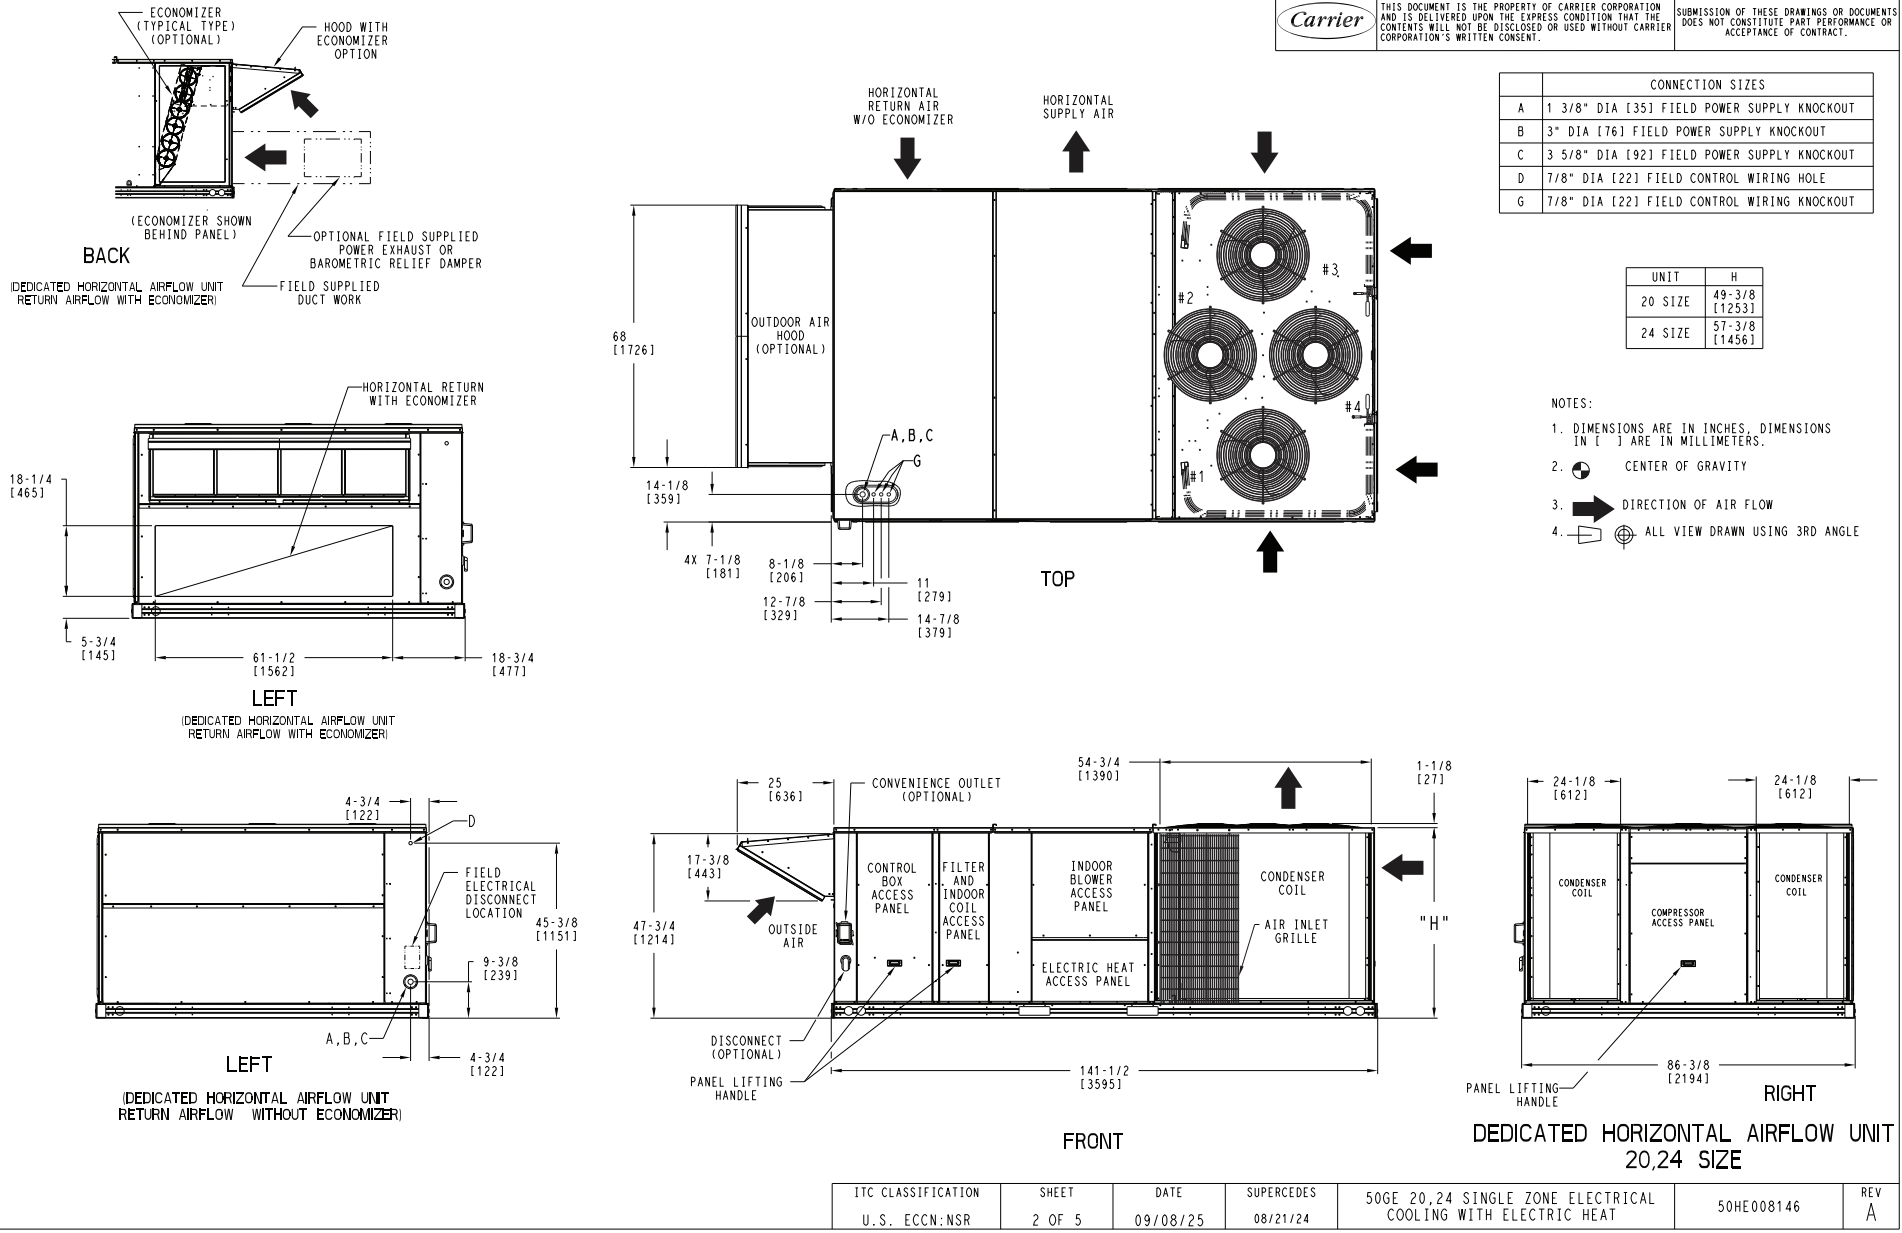 Carrier
THIS DOCUMENT IS THE PROPERTY OF CARRIER CORPORATION
AND IS DELIVERED UPON THE EXPRESS CONDITION THAT THE
CONTENTS WILL NOT BE DISCLOSED OR USED WITHOUT CARRIER
CORPORATION'S WRITTEN CONSENT.
SUBMISSION OF THESE DRAWINGS OR DOCUMENTS
DOES NOT CONSTITUTE PART PERFORMANCE OR
ACCEPTANCE OF CONTRACT.
ECONOMIZER
(TYPICAL TYPE)
(OPTIONAL)
HOOD WITH
ECONOMIZER
OPTION
(ECONOMIZER SHOWN
BEHIND PANEL)
OPTIONAL FIELD SUPPLIED
POWER EXHAUST OR
BAROMETRIC RELIEF DAMPER
FIELD SUPPLIED
DUCT WORK
BACK
(DEDICATED HORIZONTAL AIRFLOW UNIT
RETURN AIRFLOW WITH ECONOMIZER)
HORIZONTAL
RETURN AIR
W/O ECONOMIZER
HORIZONTAL
SUPPLY AIR
68
[1726]
OUTDOOR AIR
HOOD
(OPTIONAL)
#3
#2
#4
#1
A,B,C
G
14-1/8
[359]
4X 7-1/8
[181]
8-1/8
[206]
11
[279]
12-7/8
[329]
14-7/8
[379]
TOP
CONNECTION SIZES
A 1 3/8" DIA [35] FIELD POWER SUPPLY KNOCKOUT
B 3" DIA [76] FIELD POWER SUPPLY KNOCKOUT
C 3 5/8" DIA [92] FIELD POWER SUPPLY KNOCKOUT
D 7/8" DIA [22] FIELD CONTROL WIRING HOLE
G 7/8" DIA [22] FIELD CONTROL WIRING KNOCKOUT
UNIT H
20 SIZE 49-3/8
[1253]
24 SIZE 57-3/8
[1456]
NOTES:
1. DIMENSIONS ARE IN INCHES, DIMENSIONS
IN [ ] ARE IN MILLIMETERS.
2. CENTER OF GRAVITY
3. DIRECTION OF AIR FLOW
4. ALL VIEW DRAWN USING 3RD ANGLE
HORIZONTAL RETURN
WITH ECONOMIZER
18-1/4
[465]
5-3/4
[145]
61-1/2
[1562]
18-3/4
[477]
LEFT
(DEDICATED HORIZONTAL AIRFLOW UNIT
RETURN AIRFLOW WITH ECONOMIZER)
4-3/4
[122]
D
FIELD
ELECTRICAL
DISCONNECT
LOCATION
45-3/8
[1151]
9-3/8
[239]
A,B,C
4-3/4
[122]
LEFT
(DEDICATED HORIZONTAL AIRFLOW UNIT
RETURN AIRFLOW WITHOUT ECONOMIZER)
25
[636]
CONVENIENCE OUTLET
(OPTIONAL)
54-3/4
[1390]
1-1/8
[27]
17-3/8
[443]
47-3/4
[1214]
OUTSIDE
AIR
CONTROL
BOX
ACCESS
PANEL
FILTER
AND
INDOOR
COIL
ACCESS
PANEL
INDOOR
BLOWER
ACCESS
PANEL
ELECTRIC HEAT
ACCESS PANEL
CONDENSER
COIL
AIR INLET
GRILLE
"H"
DISCONNECT
(OPTIONAL)
PANEL LIFTING
HANDLE
141-1/2
[3595]
FRONT
24-1/8
[612]
24-1/8
[612]
CONDENSER
COIL
COMPRESSOR
ACCESS PANEL
CONDENSER
COIL
86-3/8
[2194]
PANEL LIFTING
HANDLE
RIGHT
DEDICATED HORIZONTAL AIRFLOW UNIT
20,24 SIZE
ITC CLASSIFICATION
U.S. ECCN:NSR
SHEET
2 OF 5
DATE
09/08/25
SUPERCEDES
08/21/24
50GE 20,24 SINGLE ZONE ELECTRICAL
COOLING WITH ELECTRIC HEAT
50HE008146
REV
A